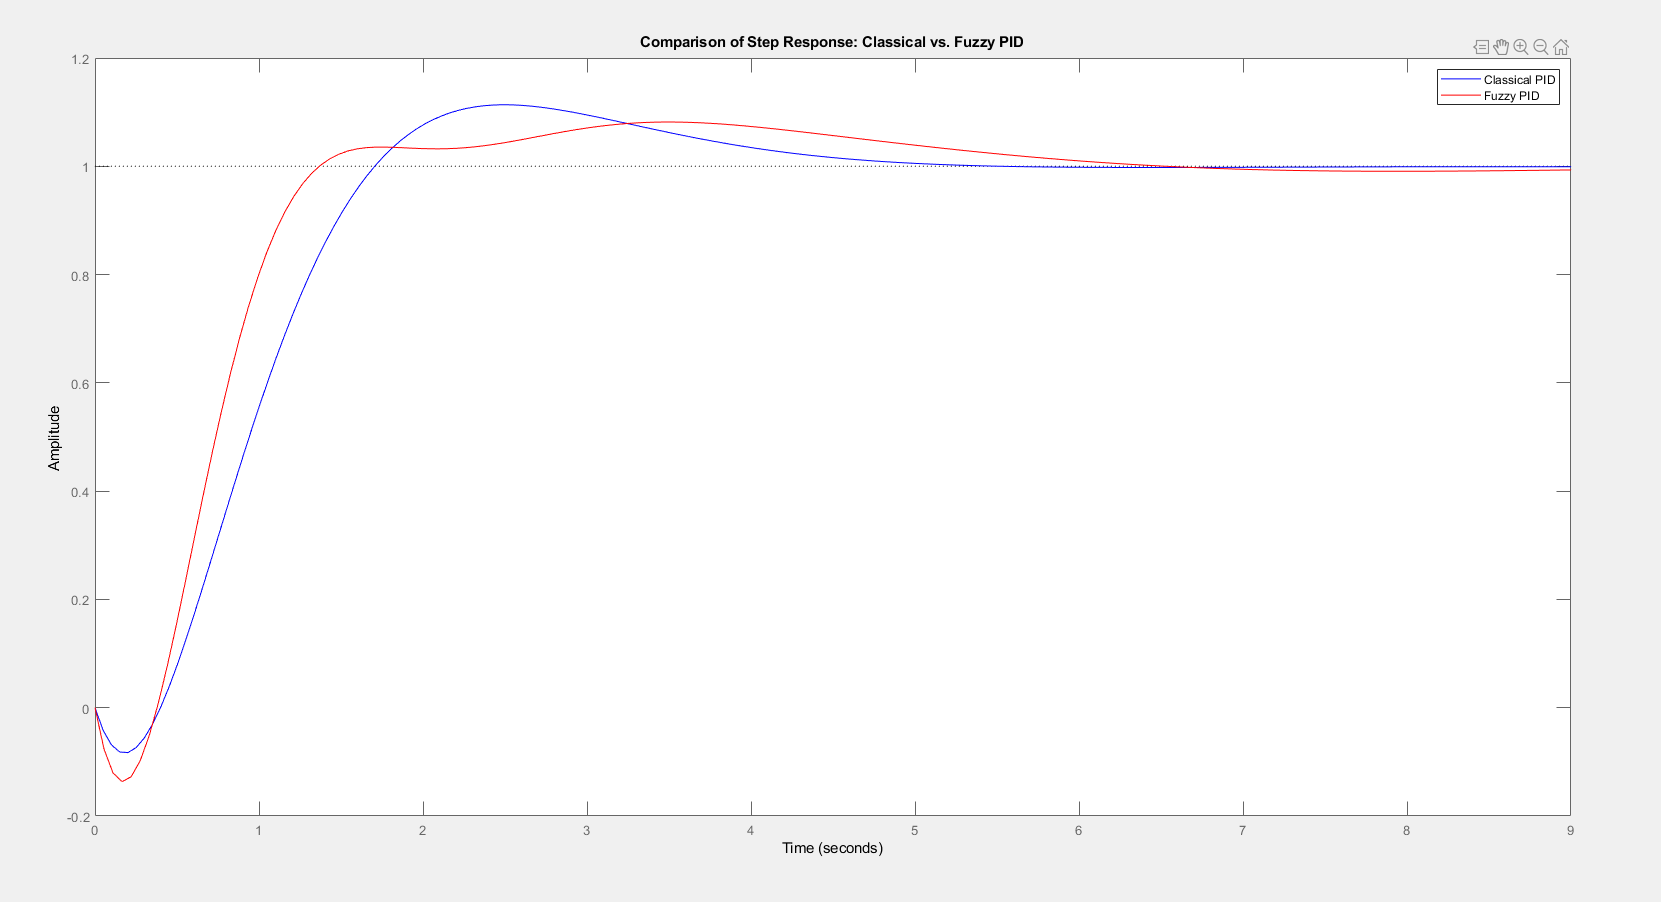 Comparison of Step Response: Classical vs. Fuzzy PID
Classical PID
Fuzzy PID
1.2
1
0.8
0.6
0.4
0.2
0
-0.2
Amplitude
0 1 2 3 4 5 6 7 8 9
Time (seconds)